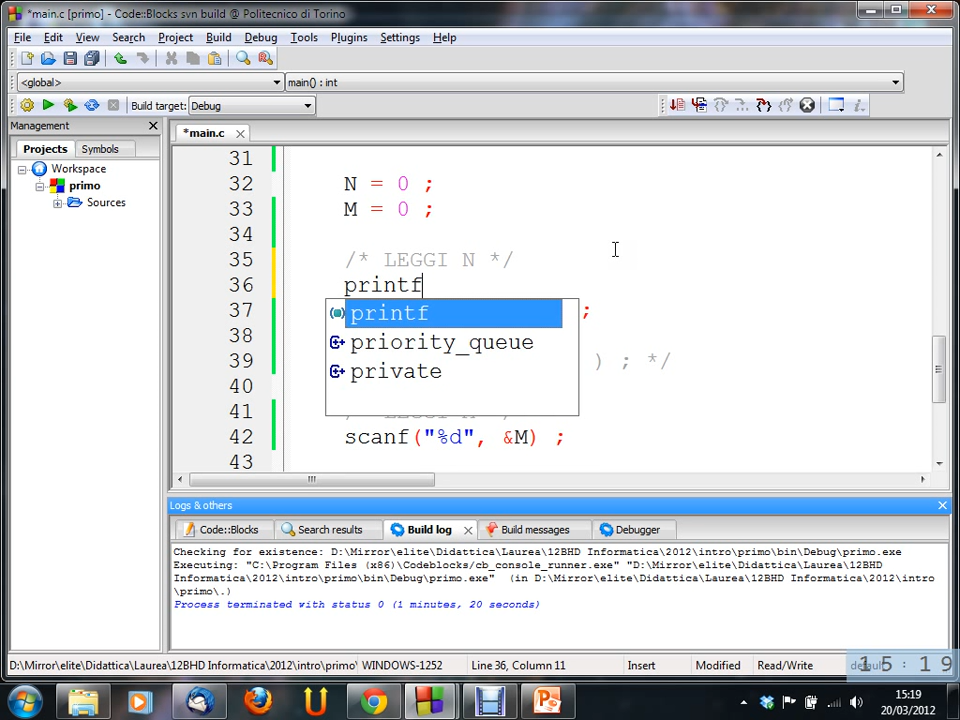 *main.c [primo] - Code::Blocks svn build @ Politecnico di Torino
File Edit View Search Project Build Debug Tools Plugins Settings Help
<global> main() : int
Build target: Debug
Management
*main.c
Projects Symbols
Workspace
primo
Sources
31
32 N = 0 ;
33 M = 0 ;
34
35 /* LEGGI N */
36 printf
37 ;
38
39 ) ; */
40
41
42 scanf("%d", &M) ;
43
printf
priority_queue
private
Logs & others
Code::Blocks Search results Build log Build messages Debugger
Checking for existence: D:\Mirror\elite\Didattica\Laurea\12BHD Informatica\2012\intro\primo\bin\Debug\primo.exe
Executing: "C:\Program Files (x86)\Codeblocks/cb_console_runner.exe" "D:\Mirror\elite\Didattica\Laurea\12BHD
Informatica\2012\intro\primo\bin\Debug\primo.exe" (in D:\Mirror\elite\Didattica\Laurea\12BHD Informatica\2012\intro
\primo\.)
Process terminated with status 0 (1 minutes, 20 seconds)
D:\Mirror\elite\Didattica\Laurea\12BHD Informatica\2012\intro\primo\ WINDOWS-1252 Line 36, Column 11 Insert Modified Read/Write default
15:19
15:19
20/03/2012